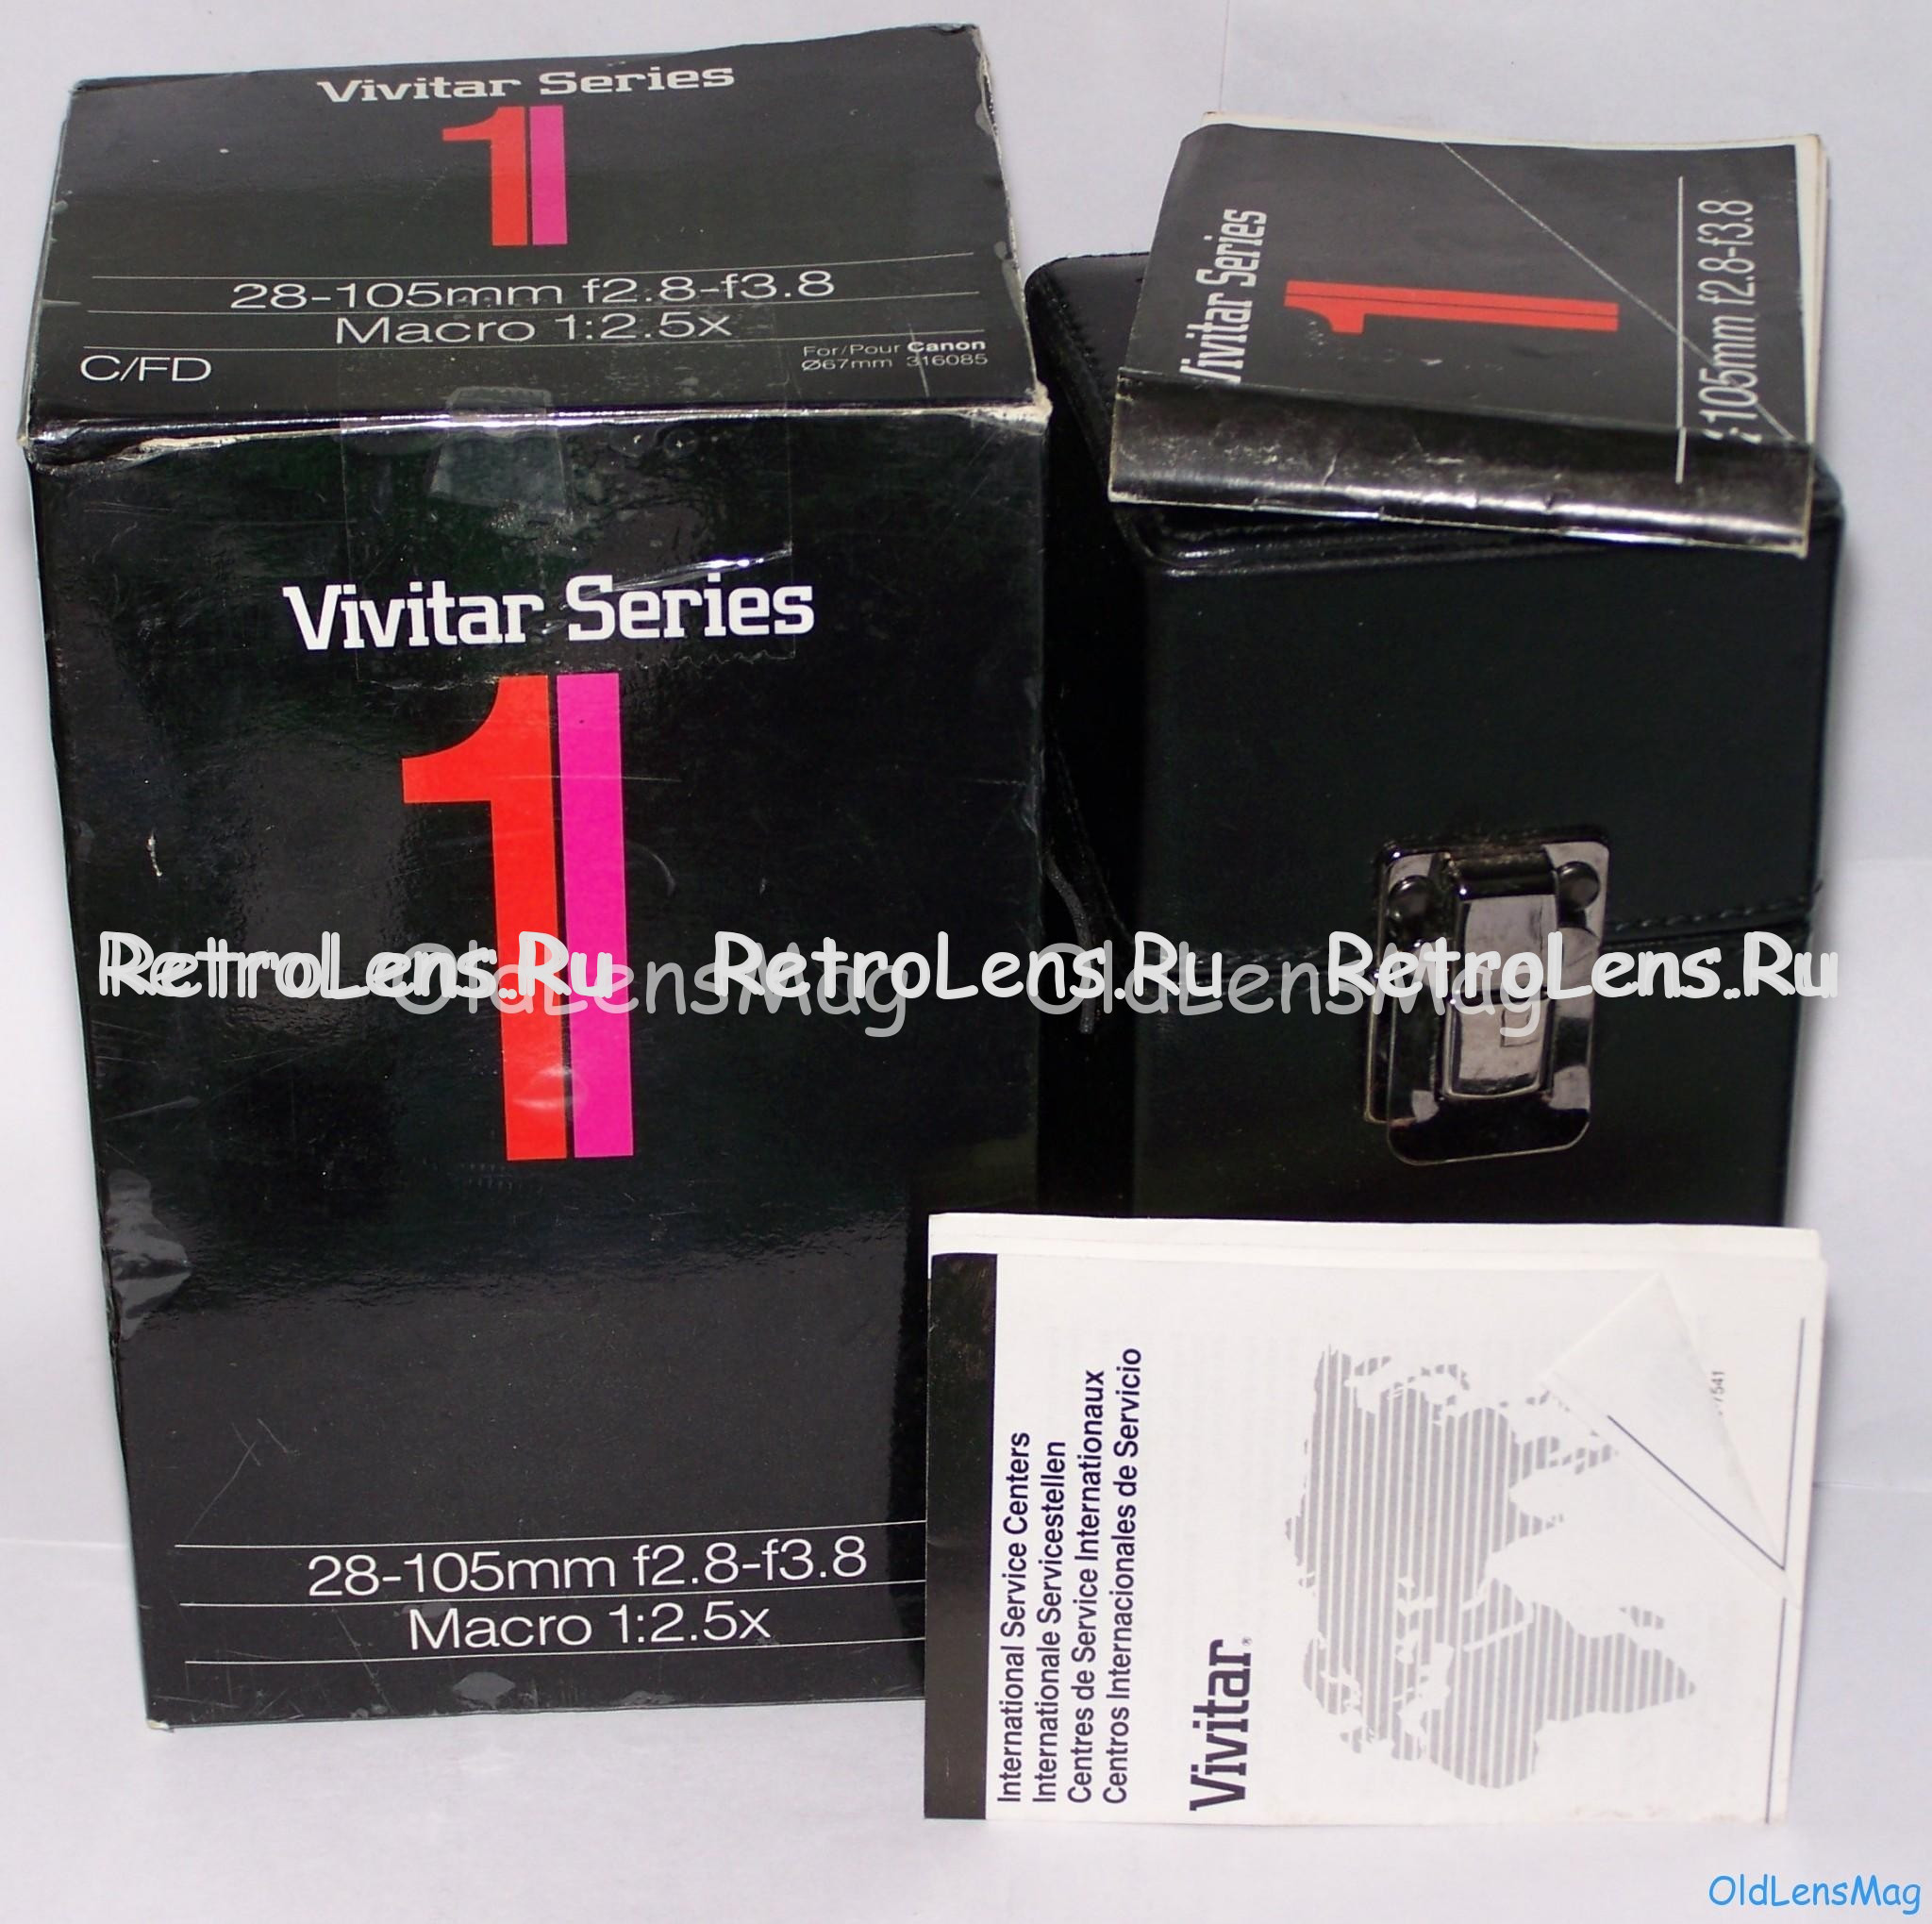 Vivitar Series
1
28-105mm f2.8-f3.8
Macro 1:2.5x
C/FD
For/Pour Canon
Ø67mm 316085
Vivitar Series
1
28-105mm f2.8-f3.8
Macro 1:2.5x
Vivitar Series
1
105mm f2.8-f3.8
International Service Centers
Internationale Servicestellen
Centres de Service Internationaux
Centros Internacionales de Servicio
Vivitar®
RetroLens.Ru RetroLens.Ru RetroLens.Ru
OldLensMag OldLensMag
OldLensMag